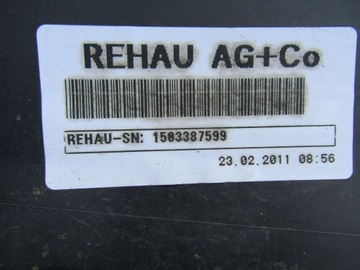 REHAU AG+Co
REHAU-SN: 1503387599
23.02.2011 08:56